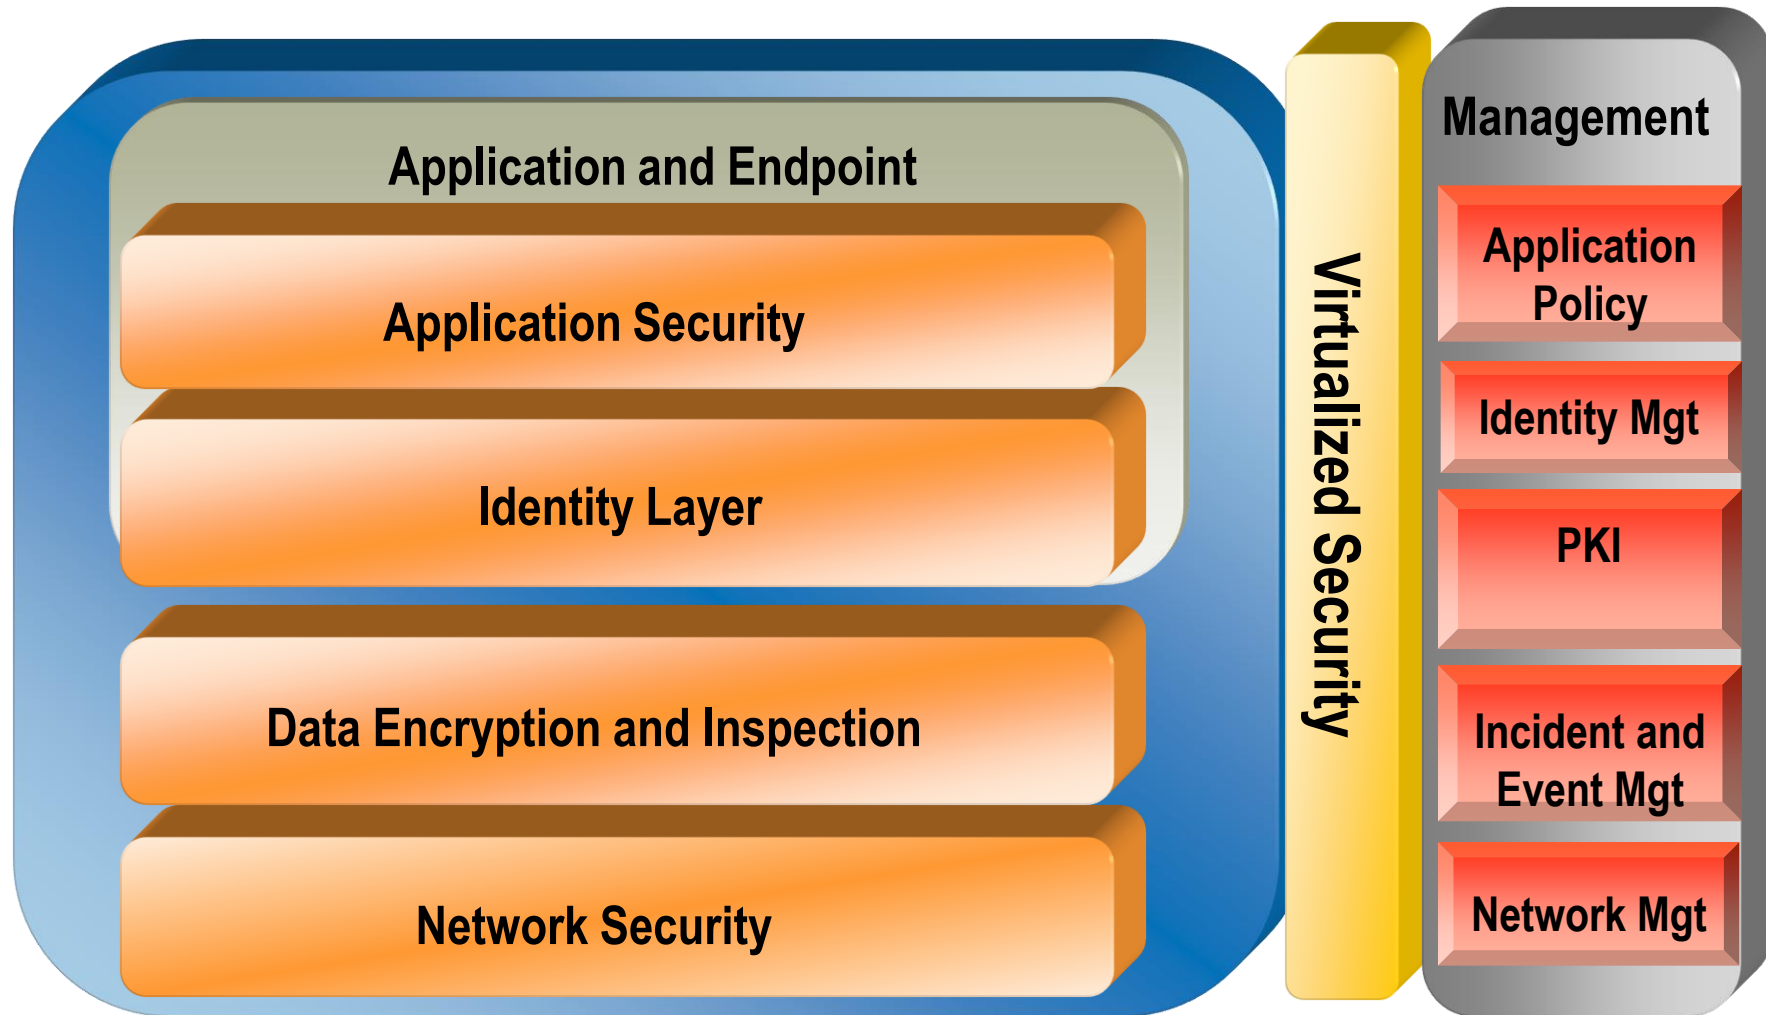 Application and Endpoint
Application Security
Identity Layer
Data Encryption and Inspection
Network Security
Virtualized Security
Management
Application
Policy
Identity Mgt
PKI
Incident and
Event Mgt
Network Mgt